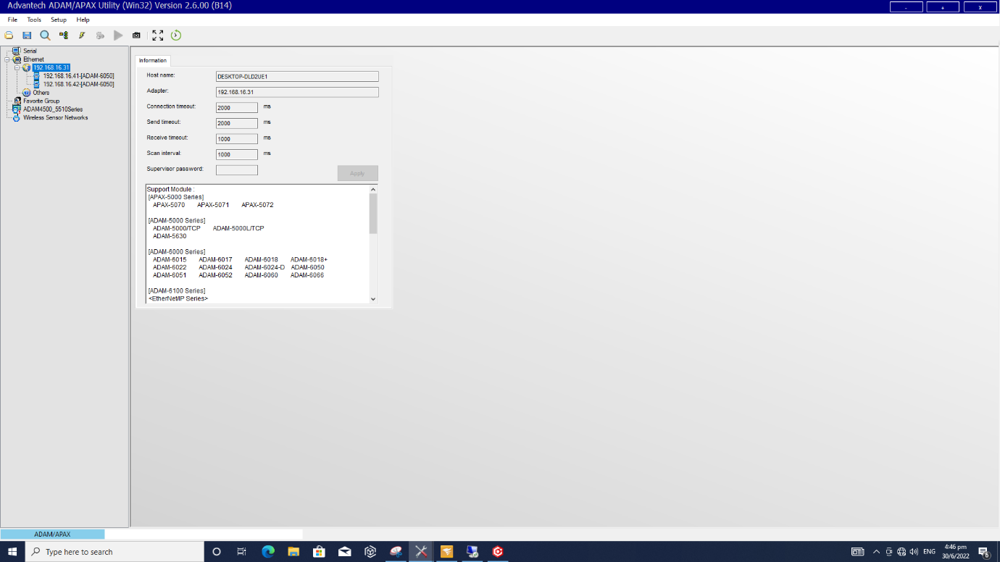 Advantech ADAM/APAX Utility (Win32) Version 2.6.00 (B14)
- + x
File Tools Setup Help
Serial
Ethernet
192.168.16.31
192.168.16.41-[ADAM-6050]
192.168.16.42-[ADAM-6050]
Others
Favorite Group
ADAM4500_5510Series
Wireless Sensor Networks
Information
Host name: DESKTOP-DLD2UE1
Adapter: 192.168.16.31
Connection timeout: 2000 ms
Send timeout: 2000 ms
Receive timeout: 1000 ms
Scan interval: 1000 ms
Supervisor password:
Apply
Support Module :
[APAX-5000 Series]
APAX-5070 APAX-5071 APAX-5072
[ADAM-5000 Series]
ADAM-5000/TCP ADAM-5000L/TCP
ADAM-5630
[ADAM-6000 Series]
ADAM-6015 ADAM-6017 ADAM-6018 ADAM-6018+
ADAM-6022 ADAM-6024 ADAM-6024-D ADAM-6050
ADAM-6051 ADAM-6052 ADAM-6060 ADAM-6066
[ADAM-6100 Series]
<EtherNet/IP Series>
ADAM/APAX
Type here to search
ENG
4:46 pm
30/6/2022
6